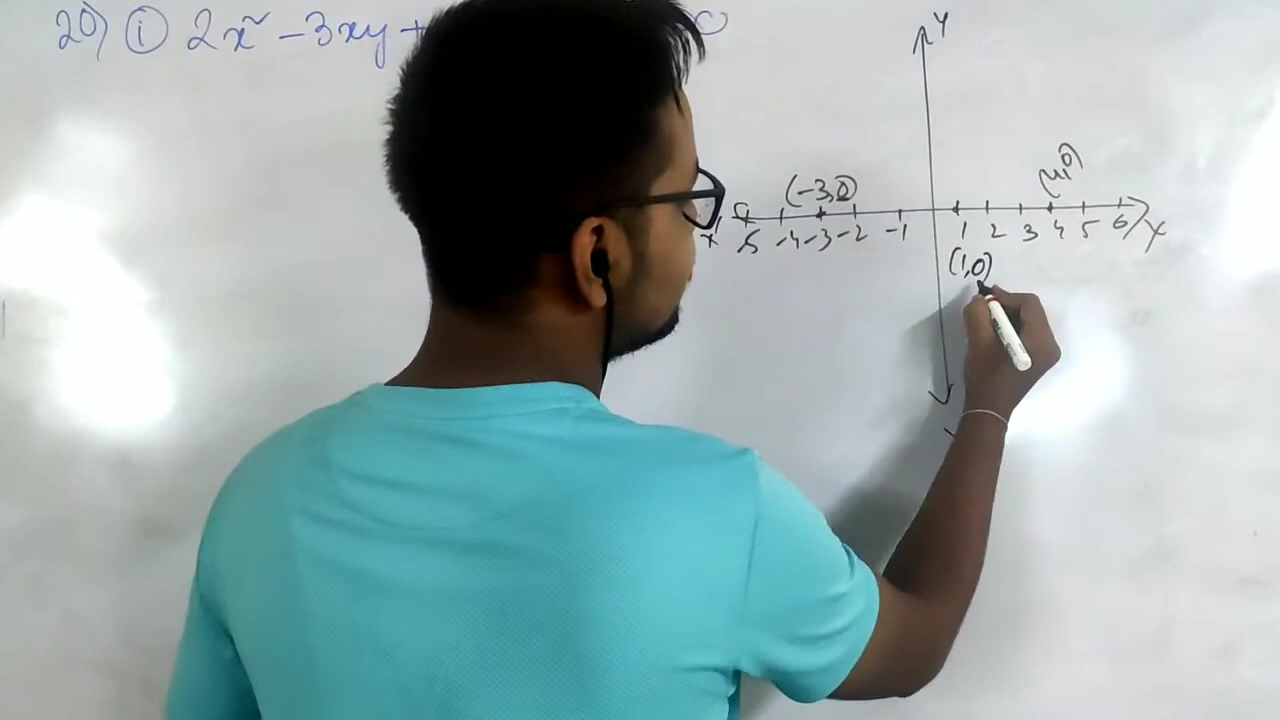 20) (i) 2x² - 3xy +
0
Y
(-3,0)
(4,0)
-5 -4 -3 -2 -1 1 2 3 4 5 6 X
(1,0)